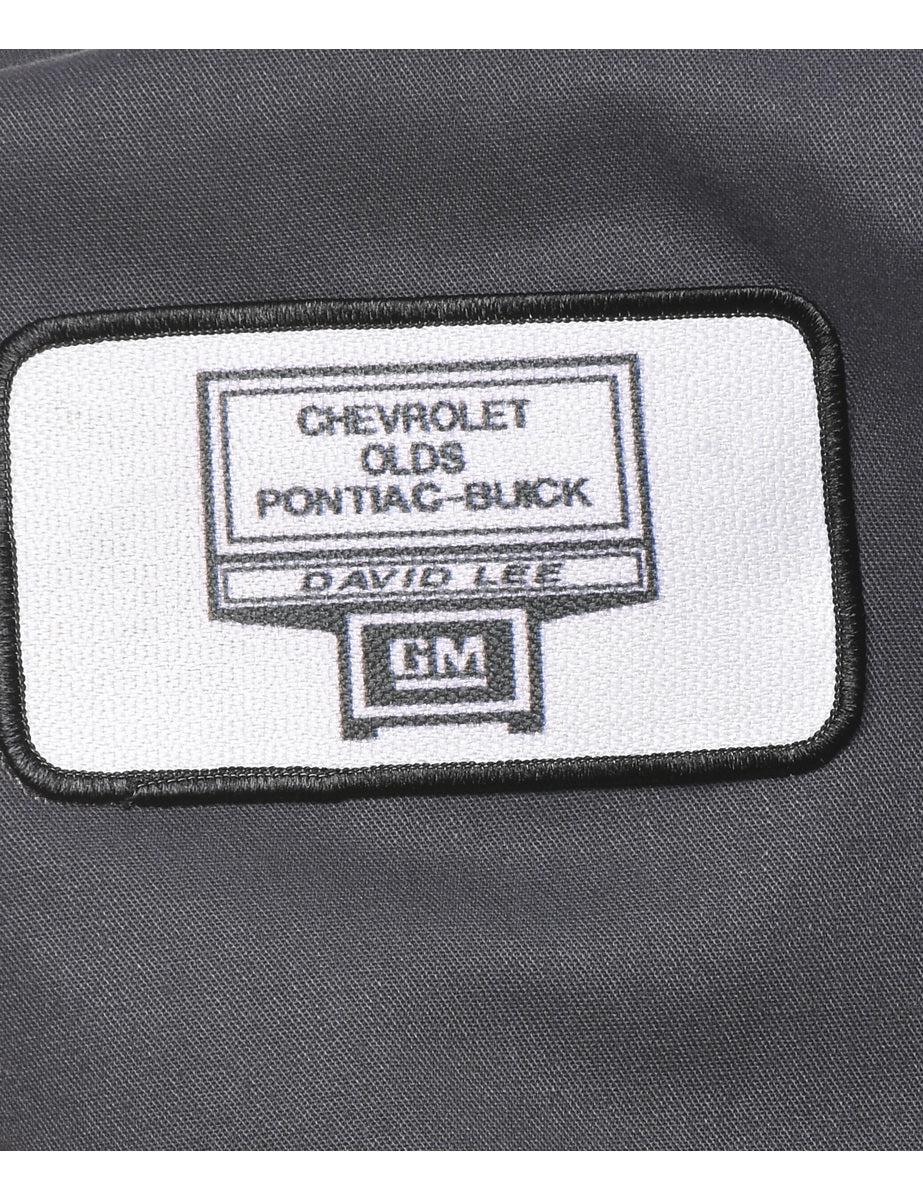 CHEVROLET
OLDS
PONTIAC-BUICK
DAVID LEE
GM